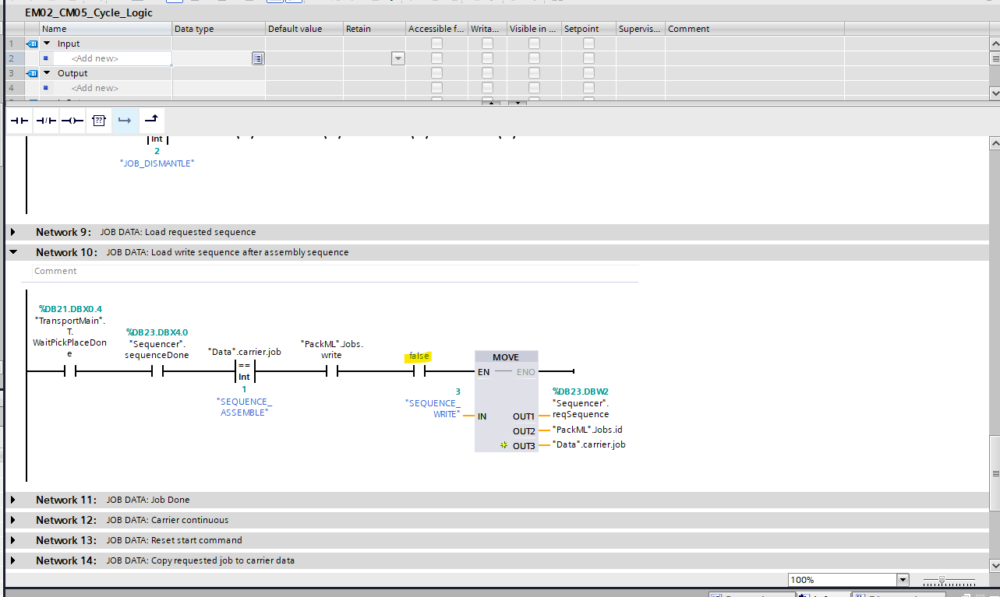 EM02_CM05_Cycle_Logic
Name Data type Default value Retain Accessible f... Writa... Visible in ... Setpoint Supervis... Comment
1 Input
2 <Add new>
3 Output
4 <Add new>
??
Int
2
"JOB_DISMANTLE"
Network 9: JOB DATA: Load requested sequence
Network 10: JOB DATA: Load write sequence after assembly sequence
Comment
%DB21.DBX0.4
"TransportMain".
T.
WaitPickPlaceDon
e
%DB23.DBX4.0
"Sequencer".
sequenceDone
"Data".carrier.job
==
Int
1
"SEQUENCE_
ASSEMBLE"
"PackML".Jobs.
write
false
MOVE
EN ENO
3
"SEQUENCE_
WRITE"
IN
OUT1
OUT2
OUT3
%DB23.DBW2
"Sequencer".
reqSequence
"PackML".Jobs.id
"Data".carrier.job
Network 11: JOB DATA: Job Done
Network 12: JOB DATA: Carrier continuous
Network 13: JOB DATA: Reset start command
Network 14: JOB DATA: Copy requested job to carrier data
100%